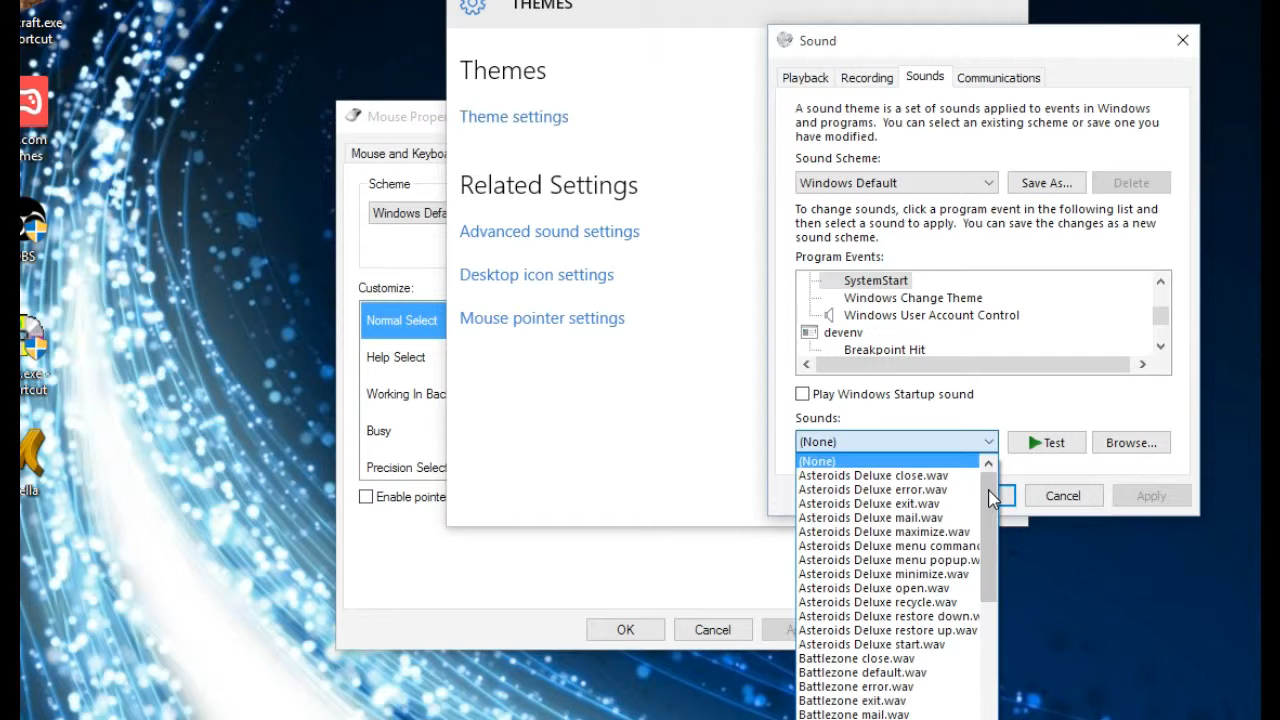 raft.exe
ortcut
.com
mes
BS
.exe -
ortcut
ella
THEMES
Themes
Theme settings
Related Settings
Advanced sound settings
Desktop icon settings
Mouse pointer settings
Mouse Proper
Mouse and Keyboa
Scheme
Windows Defa
Customize:
Normal Select
Help Select
Working In Bac
Busy
Precision Select
Enable pointe
OK
Cancel
Sound
Playback
Recording
Sounds
Communications
A sound theme is a set of sounds applied to events in Windows
and programs. You can select an existing scheme or save one you
have modified.
Sound Scheme:
Windows Default
Save As...
Delete
To change sounds, click a program event in the following list and
then select a sound to apply. You can save the changes as a new
sound scheme.
Program Events:
SystemStart
Windows Change Theme
Windows User Account Control
devenv
Breakpoint Hit
Play Windows Startup sound
Sounds:
(None)
Test
Browse...
Cancel
Apply
(None)
Asteroids Deluxe close.wav
Asteroids Deluxe error.wav
Asteroids Deluxe exit.wav
Asteroids Deluxe mail.wav
Asteroids Deluxe maximize.wav
Asteroids Deluxe menu command
Asteroids Deluxe menu popup.w
Asteroids Deluxe minimize.wav
Asteroids Deluxe open.wav
Asteroids Deluxe recycle.wav
Asteroids Deluxe restore down.w
Asteroids Deluxe restore up.wav
Asteroids Deluxe start.wav
Battlezone close.wav
Battlezone default.wav
Battlezone error.wav
Battlezone exit.wav
Battlezone mail.wav